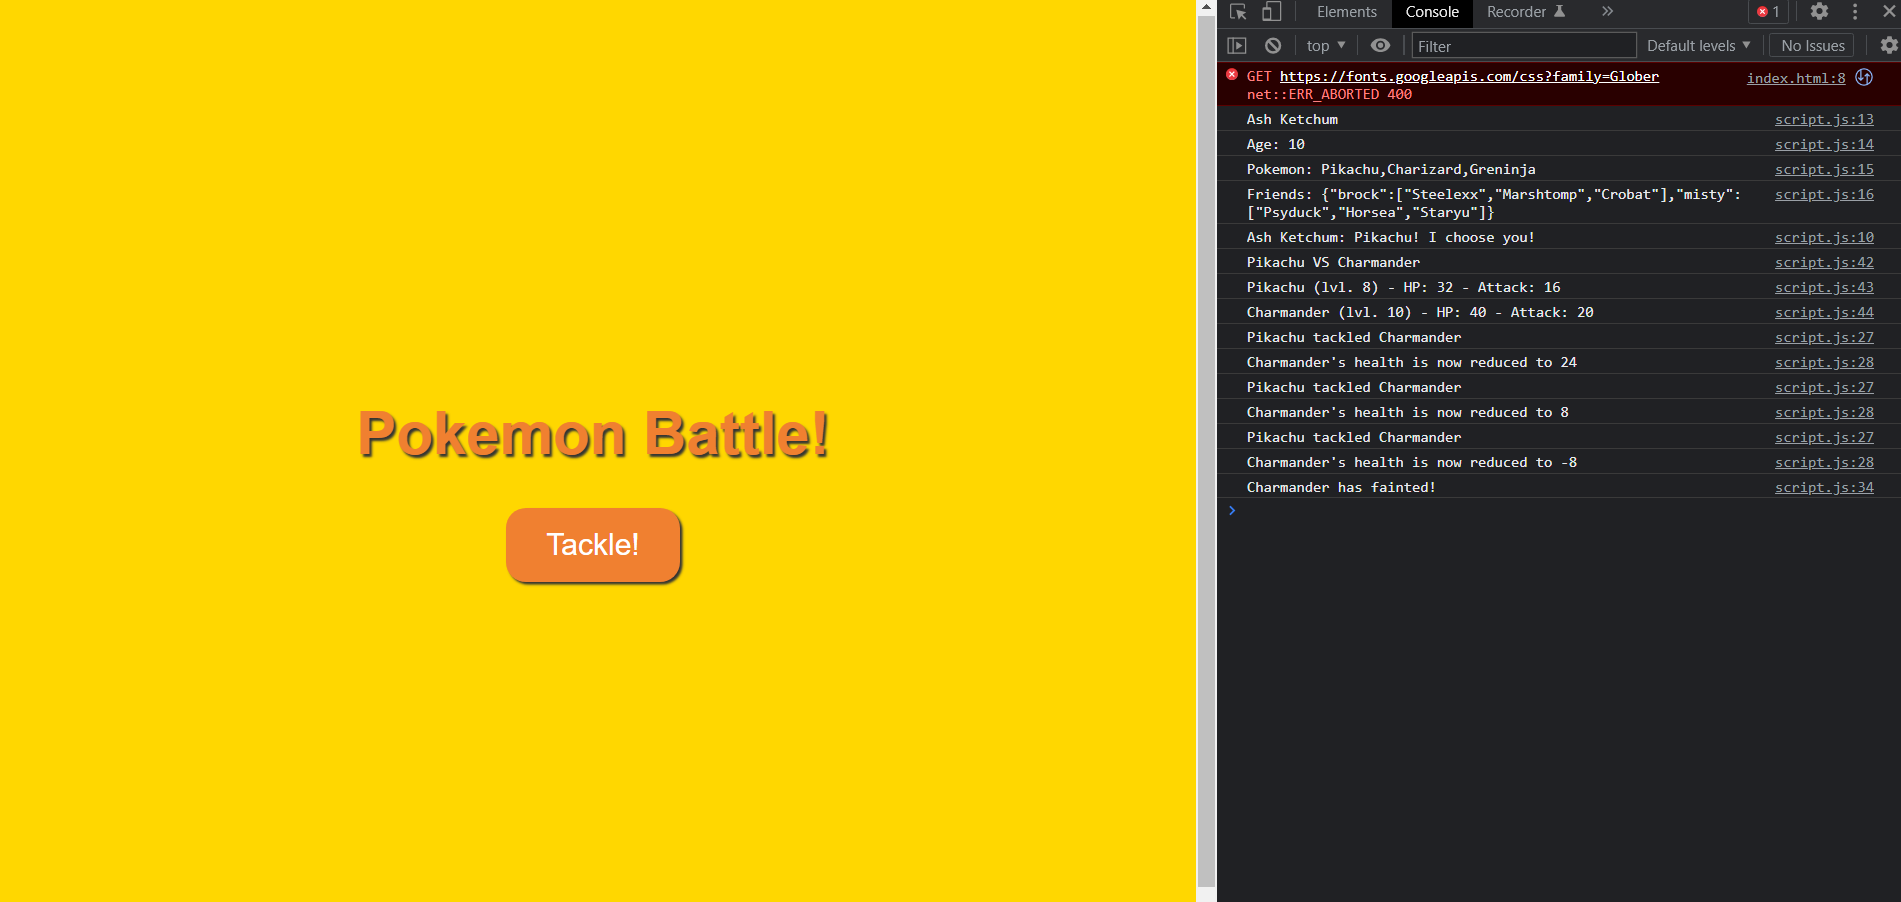 Pokemon Battle!
Tackle!
Elements Console Recorder » 1
top Filter Default levels No Issues
GET https://fonts.googleapis.com/css?family=Glober index.html:8
net::ERR_ABORTED 400
Ash Ketchum script.js:13
Age: 10 script.js:14
Pokemon: Pikachu,Charizard,Greninja script.js:15
Friends: {"brock":["Steelexx","Marshtomp","Crobat"],"misty": script.js:16
["Psyduck","Horsea","Staryu"]}
Ash Ketchum: Pikachu! I choose you! script.js:10
Pikachu VS Charmander script.js:42
Pikachu (lvl. 8) - HP: 32 - Attack: 16 script.js:43
Charmander (lvl. 10) - HP: 40 - Attack: 20 script.js:44
Pikachu tackled Charmander script.js:27
Charmander's health is now reduced to 24 script.js:28
Pikachu tackled Charmander script.js:27
Charmander's health is now reduced to 8 script.js:28
Pikachu tackled Charmander script.js:27
Charmander's health is now reduced to -8 script.js:28
Charmander has fainted! script.js:34